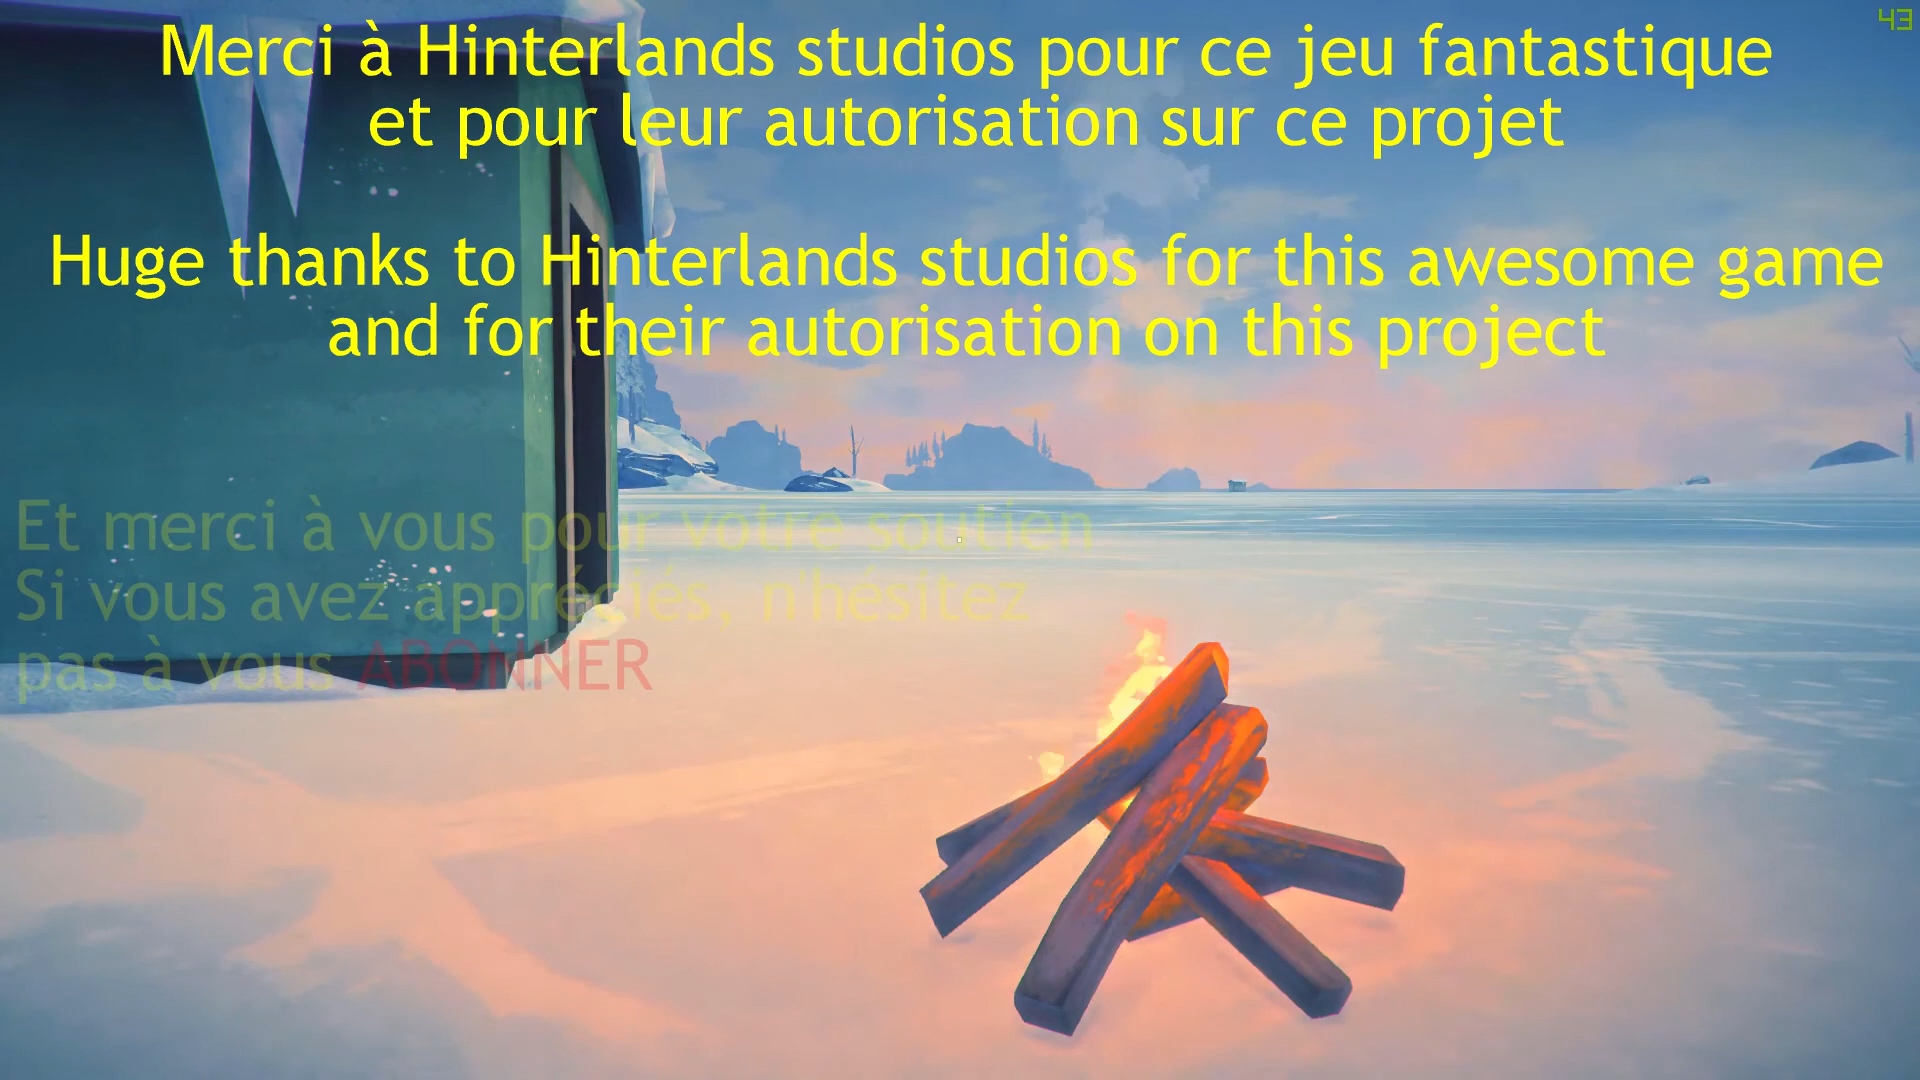 43
Merci à Hinterlands studios pour ce jeu fantastique
et pour leur autorisation sur ce projet
Huge thanks to Hinterlands studios for this awesome game
and for their autorisation on this project
Et merci à vous pour votre soutien
Si vous avez appréciés, n'hésitez
pas à vous ABONNER